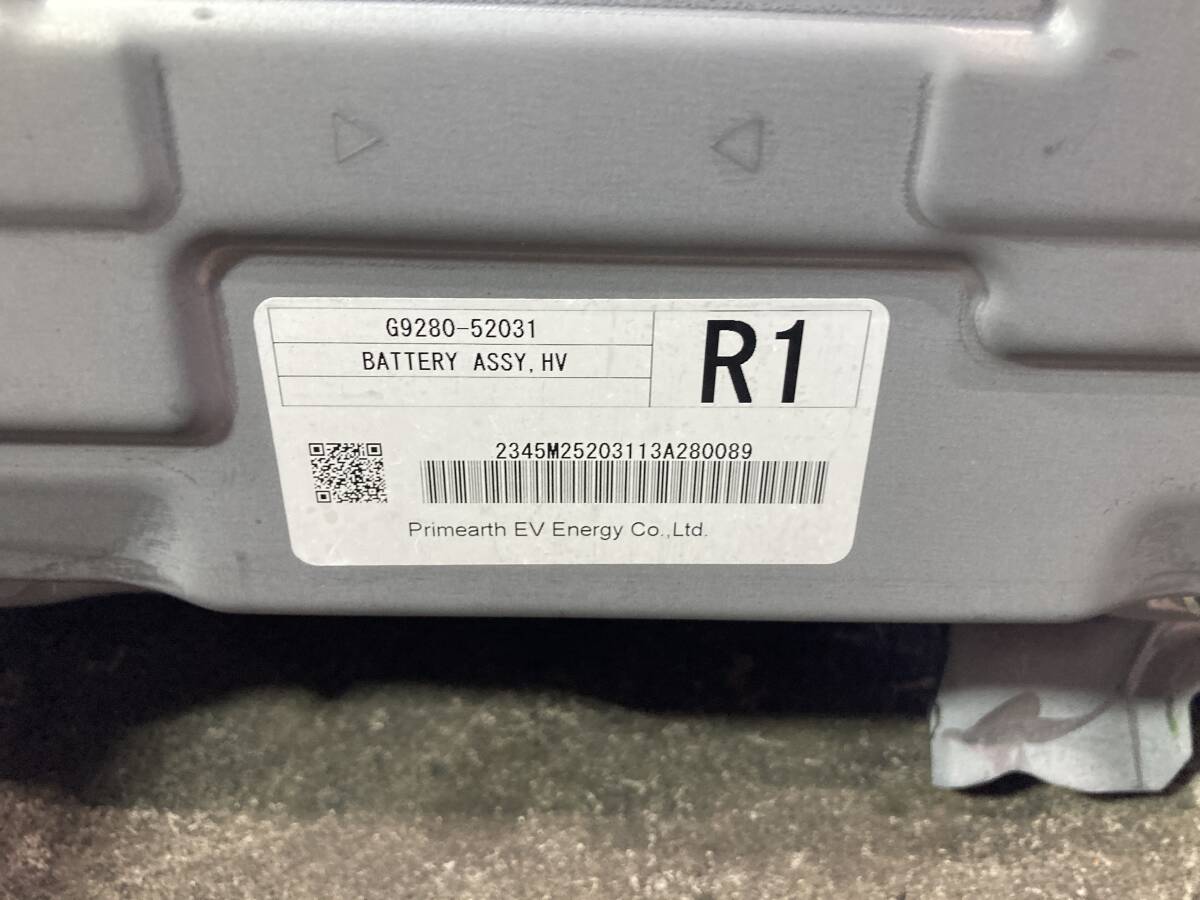 G9280-52031
BATTERY ASSY,HV
R1
2345M25203113A280089
Primearth EV Energy Co.,Ltd.